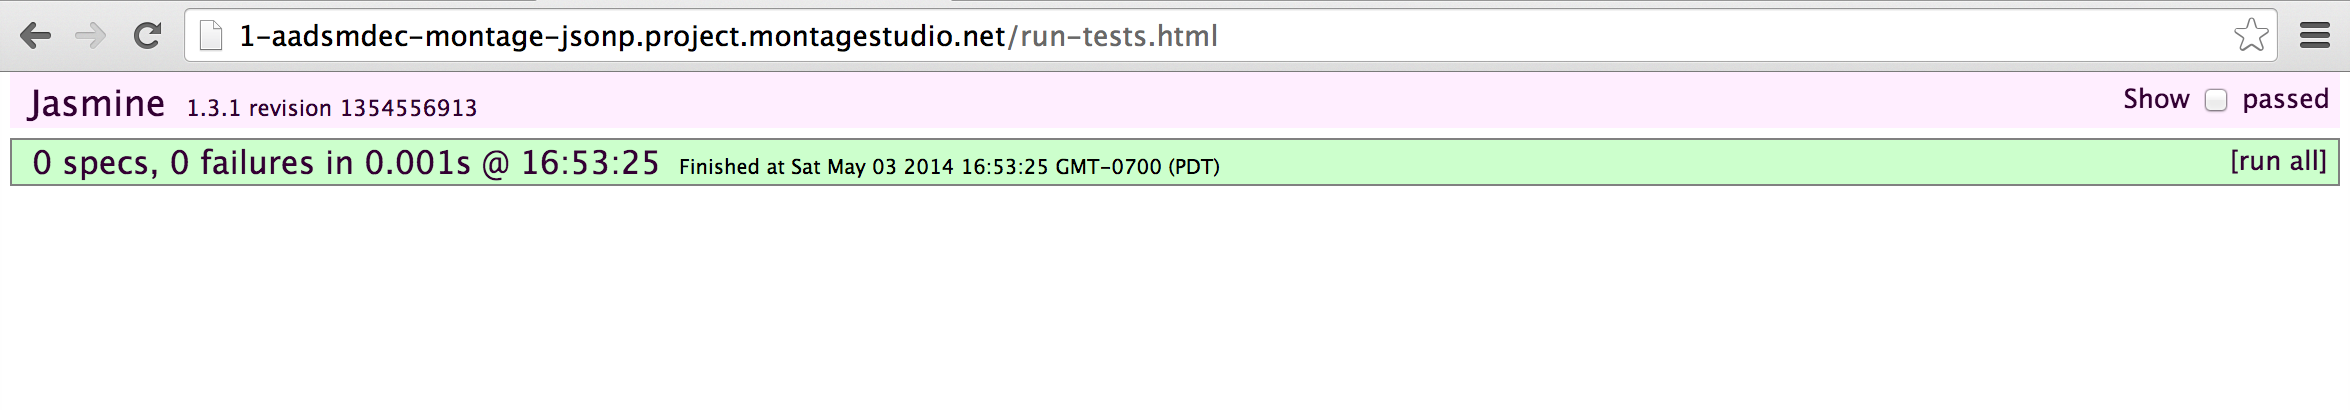 1-aadsmdec-montage-jsonp.project.montagestudio.net/run-tests.html
Jasmine 1.3.1 revision 1354556913 Show passed
0 specs, 0 failures in 0.001s @ 16:53:25 Finished at Sat May 03 2014 16:53:25 GMT-0700 (PDT) [run all]